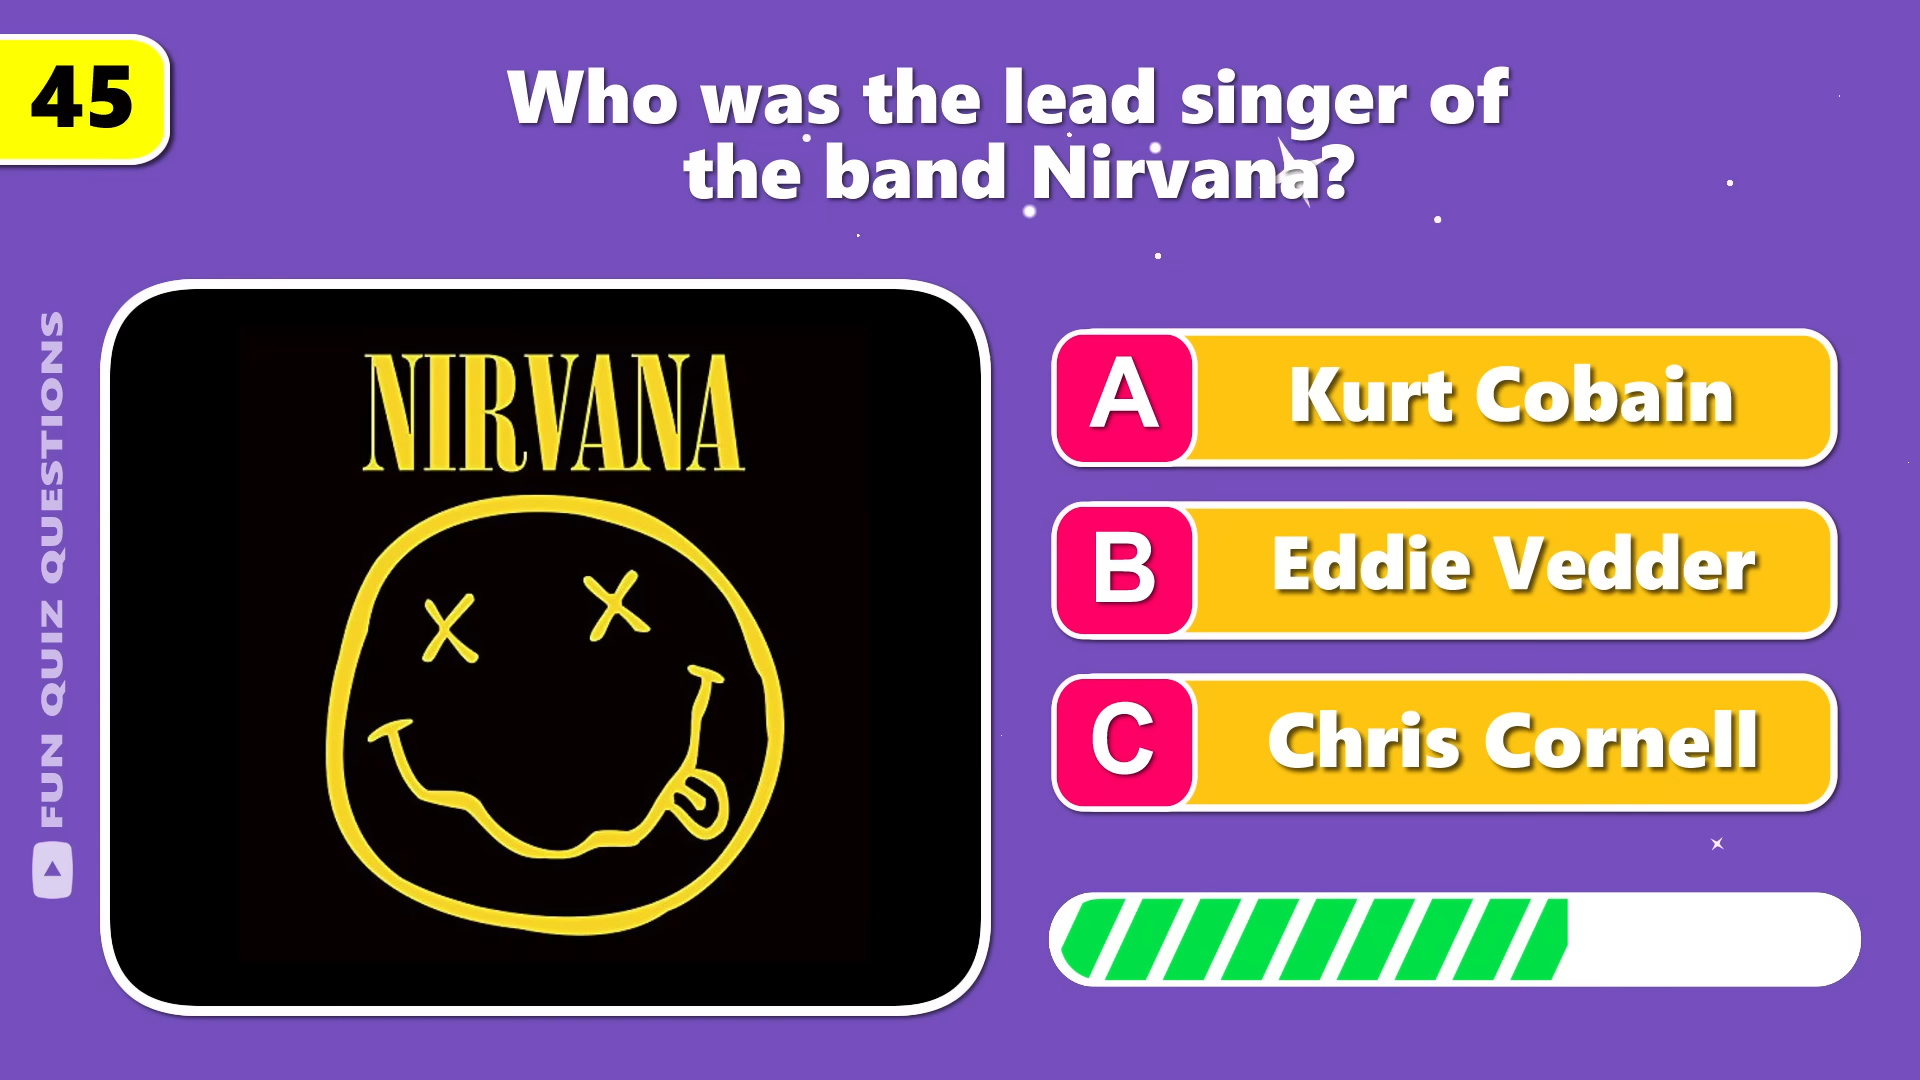 45
Who was the lead singer of
the band Nirvana?
FUN QUIZ QUESTIONS
NIRVANA
A Kurt Cobain
B Eddie Vedder
C Chris Cornell